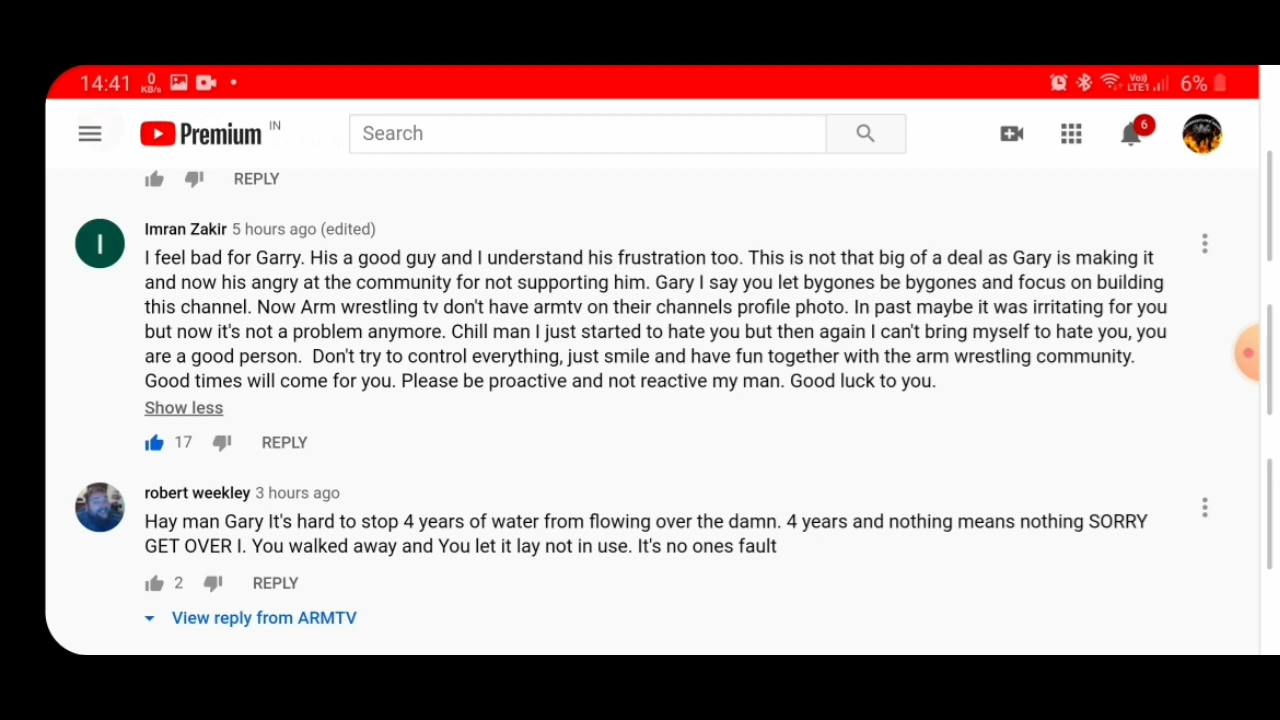 14:41 0 KB/s Vo)) LTE1 6%
Premium IN Search 6
REPLY
I Imran Zakir 5 hours ago (edited)
I feel bad for Garry. His a good guy and I understand his frustration too. This is not that big of a deal as Gary is making it
and now his angry at the community for not supporting him. Gary I say you let bygones be bygones and focus on building
this channel. Now Arm wrestling tv don't have armtv on their channels profile photo. In past maybe it was irritating for you
but now it's not a problem anymore. Chill man I just started to hate you but then again I can't bring myself to hate you, you
are a good person. Don't try to control everything, just smile and have fun together with the arm wrestling community.
Good times will come for you. Please be proactive and not reactive my man. Good luck to you.
Show less
17 REPLY
robert weekley 3 hours ago
Hay man Gary It's hard to stop 4 years of water from flowing over the damn. 4 years and nothing means nothing SORRY
GET OVER I. You walked away and You let it lay not in use. It's no ones fault
2 REPLY
View reply from ARMTV